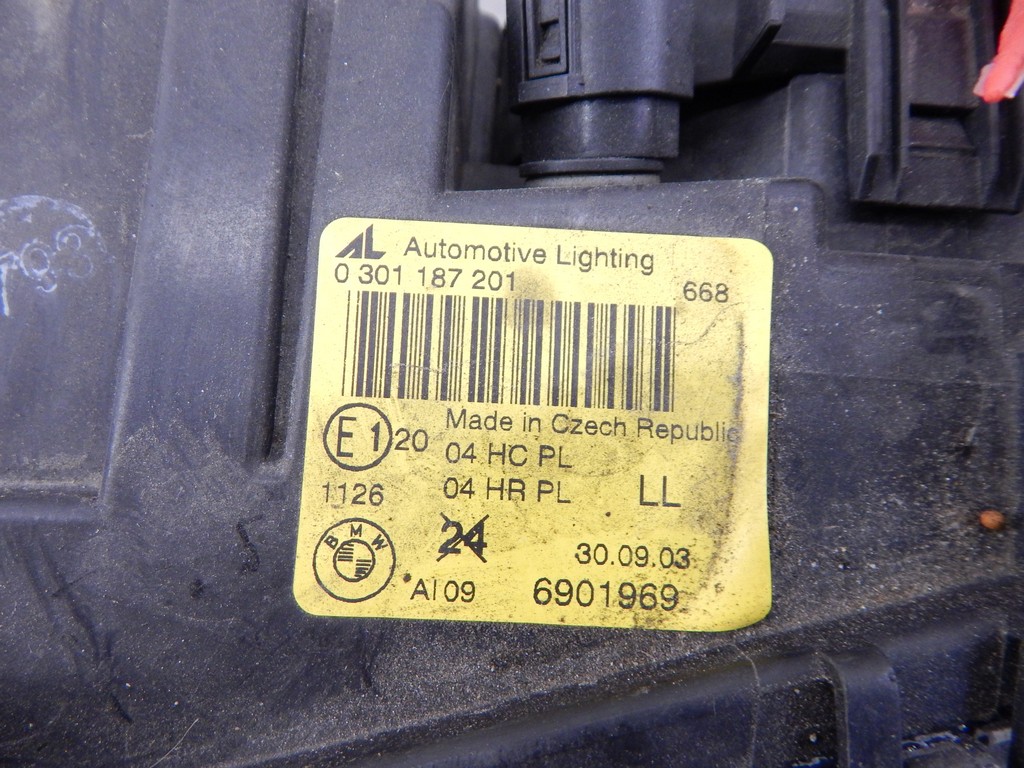 AL Automotive Lighting
0 301 187 201
668
E1 20
Made in Czech Republic
04 HC PL
1126
04 HR PL
LL
BMW
24
30.09.03
AI 09
6901969